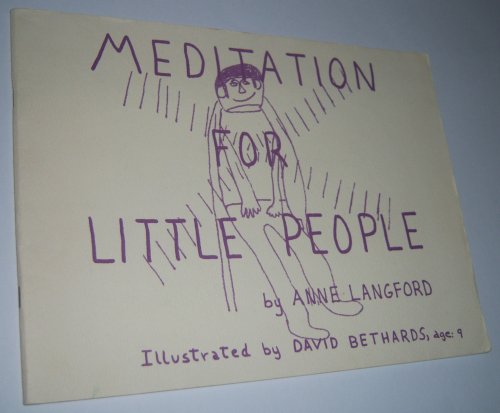 MEDITATION
FOR
LITTLE PEOPLE
by ANNE LANGFORD
Illustrated by DAVID BETHARDS, age: 9